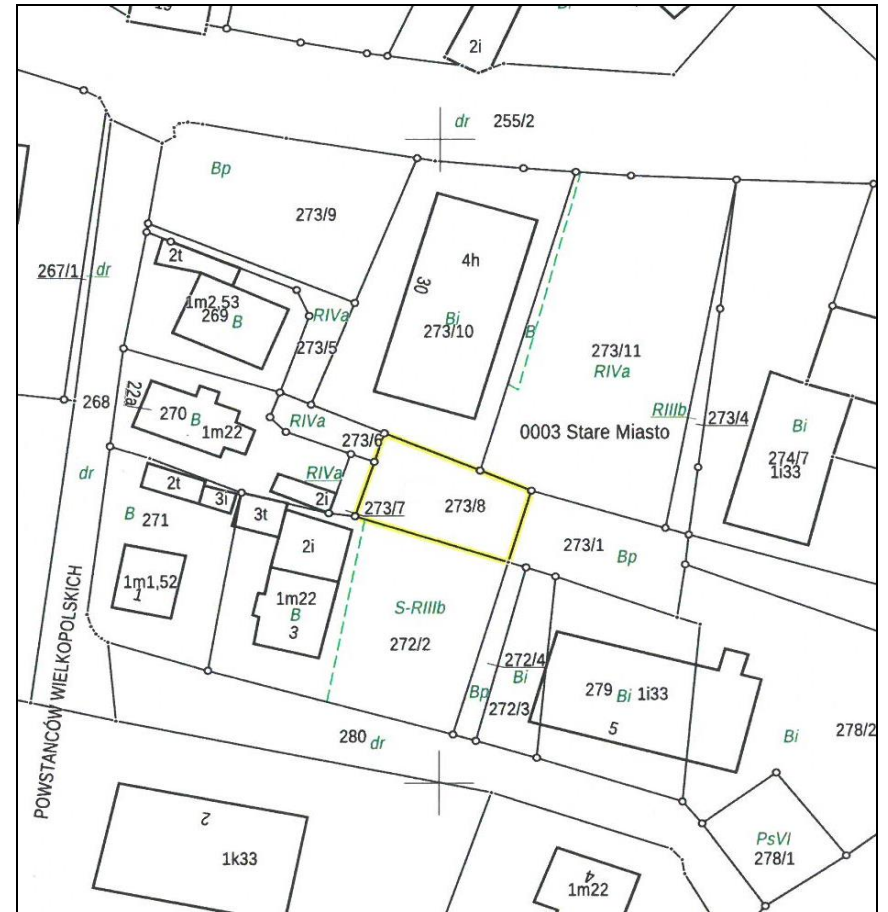 2i
dr 255/2
Bp
273/9
2t
4h
30
267/1 dr
1m2,53
269 B
RIVa
273/5
Bi
273/10
B
273/11
RIVa
268
22a
270 B
1m22
RIVa
273/6
0003 Stare Miasto
RIIIb
273/4
Bi
274/7
1i33
dr
RIVa
2t
3i
2i
273/7
273/8
B
271
3t
2i
273/1
Bp
1m1,52
1
1m22
B
3
S-RIIIb
272/2
272/4
Bi
Bp
272/3
279 Bi 1i33
5
Bi
278/2
POWSTAŃCÓW WIELKOPOLSKICH
280 dr
2
1k33
PsVI
278/1
4
1m22